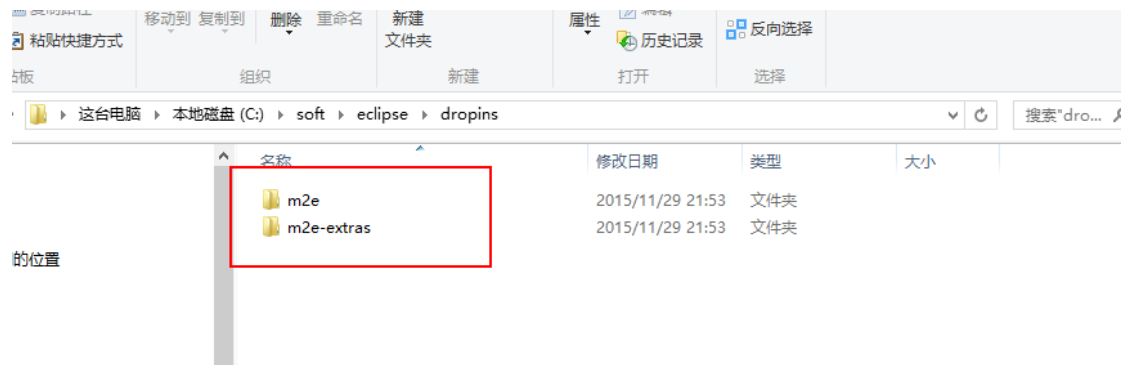 移动到 复制到 删除 重命名 新建 文件夹 属性 反向选择
粘贴快捷方式 历史记录
组织 新建 打开 选择
这台电脑 本地磁盘 (C:) soft eclipse dropins 搜索"dro...
名称 修改日期 类型 大小
m2e 2015/11/29 21:53 文件夹
m2e-extras 2015/11/29 21:53 文件夹
的位置